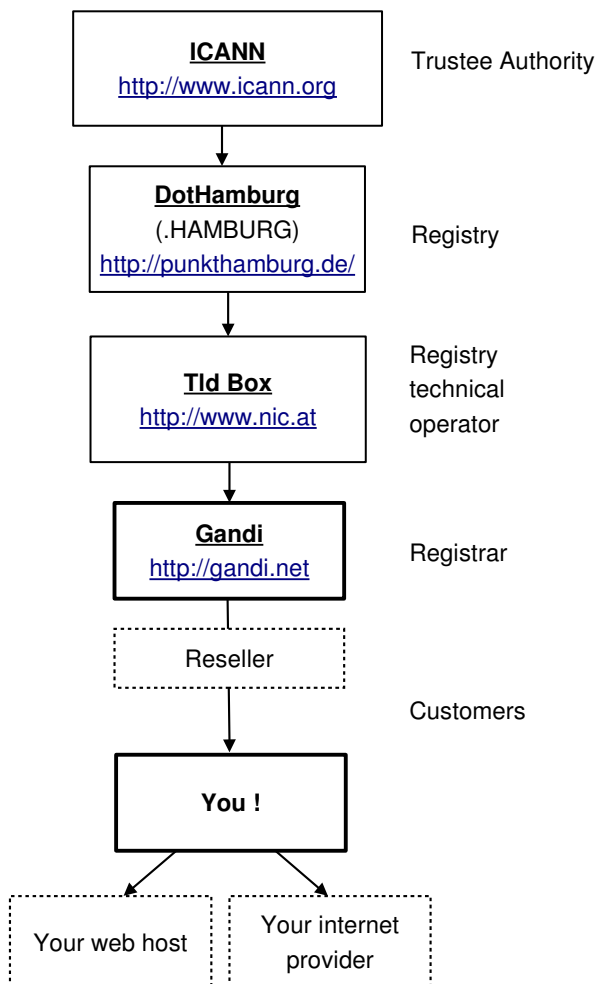 ICANN
http://www.icann.org
Trustee Authority
DotHamburg
(.HAMBURG)
http://punkthamburg.de/
Registry
Tld Box
http://www.nic.at
Registry
technical
operator
Gandi
http://gandi.net
Registrar
Reseller
Customers
You !
Your web host
Your internet
provider